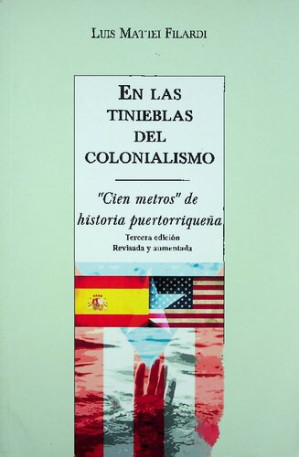 LUIS MATTEI FILARDI
EN LAS
TINIEBLAS
DEL
COLONIALISMO
"Cien metros" de
historia puertorriqueña
Tercera edición
Revisada y aumentada